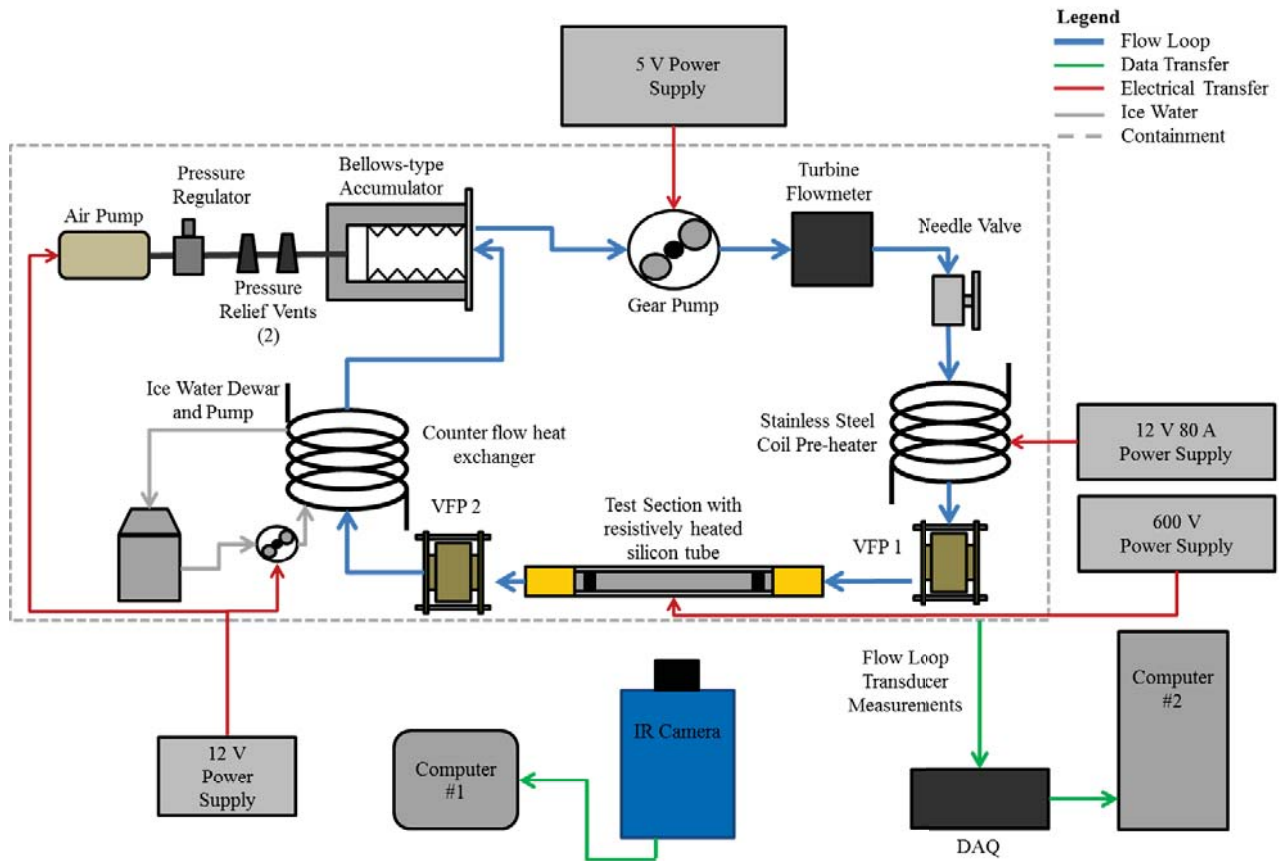 Legend
Flow Loop
Data Transfer
Electrical Transfer
Ice Water
Containment
5 V Power
Supply
Bellows-type
Accumulator
Pressure
Regulator
Air Pump
Pressure
Relief Vents
(2)
Turbine
Flowmeter
Needle Valve
Gear Pump
Ice Water Dewar
and Pump
Counter flow heat
exchanger
Stainless Steel
Coil Pre-heater
12 V 80 A
Power Supply
600 V
Power Supply
VFP 2
Test Section with
resistively heated
silicon tube
VFP 1
Flow Loop
Transducer
Measurements
Computer
#2
IR Camera
Computer
#1
12 V
Power
Supply
DAQ